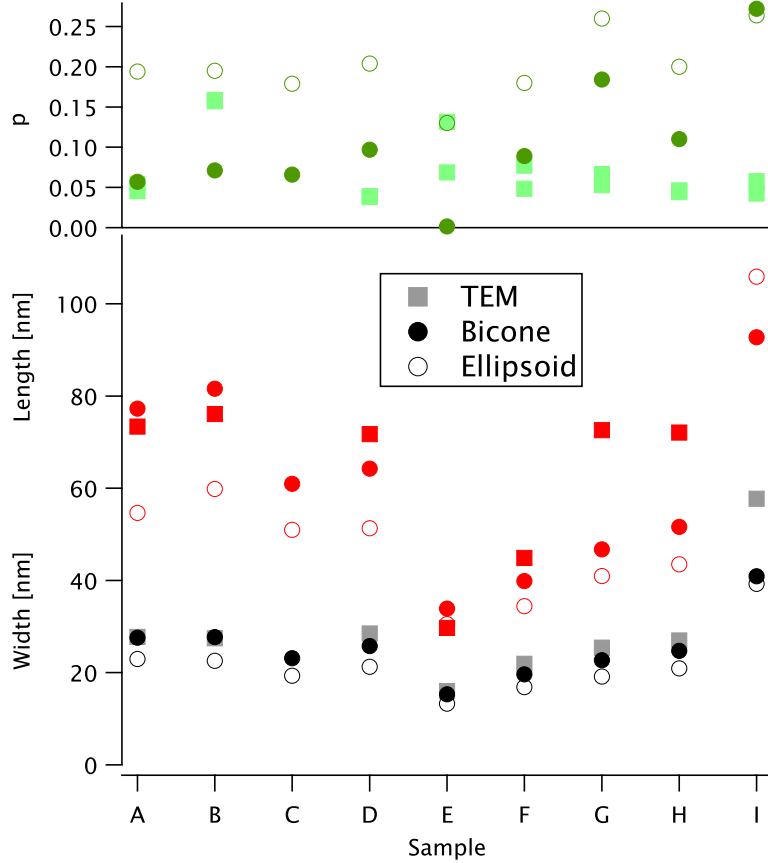 0.25
0.20
0.15
p
0.10
0.05
0.00
Length [nm]
100
80
60
Width [nm]
40
20
0
TEM
Bicone
Ellipsoid
A B C D E F G H I
Sample